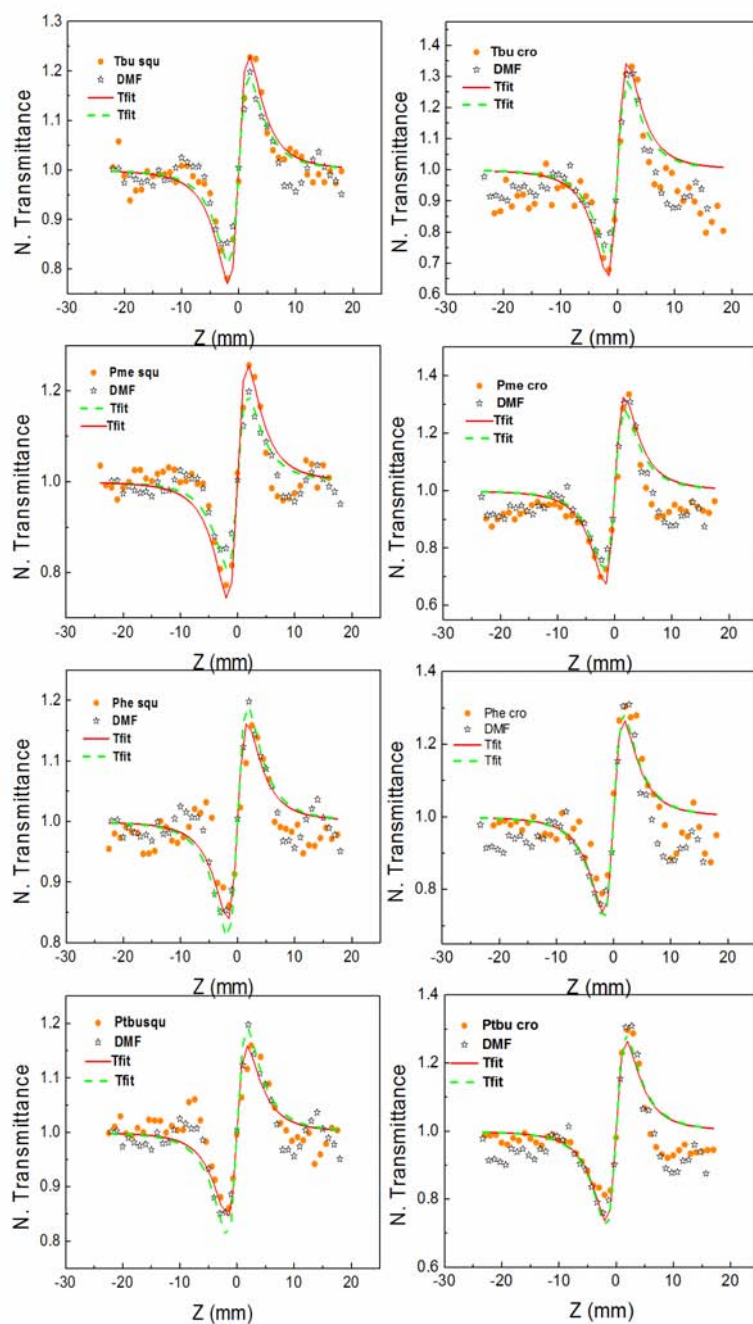 1.3
1.2
1.1
1.0
0.9
0.8
N. Transmittance
Tbu squ
DMF
Tfit
Tfit
-30 -20 -10 0 10 20
Z (mm)
1.4
1.3
1.2
1.1
1.0
0.9
0.8
0.7
0.6
N. Transmittance
Tbu cro
DMF
Tfit
Tfit
-30 -20 -10 0 10 20
Z (mm)
1.2
1.0
0.8
N. Transmittance
Pme squ
DMF
Tfit
Tfit
-30 -20 -10 0 10 20 30
Z (mm)
1.4
1.2
1.0
0.8
0.6
N. Transmittance
Pme cro
DMF
Tfit
Tfit
-30 -20 -10 0 10 20
Z (mm)
1.2
1.1
1.0
0.9
0.8
N. Transmittance
Phe squ
DMF
Tfit
Tfit
-30 -20 -10 0 10 20
Z (mm)
1.4
1.2
1.0
0.8
N. Transmittance
Phe cro
DMF
Tfit
Tfit
-30 -20 -10 0 10 20
Z (mm)
1.2
1.1
1.0
0.9
0.8
N. Transmittance
Ptbusqu
DMF
Tfit
Tfit
-30 -20 -10 0 10 20
Z (mm)
1.4
1.2
1.0
0.8
0.6
N. Transmittance
Ptbu cro
DMF
Tfit
Tfit
-30 -20 -10 0 10 20
Z (mm)